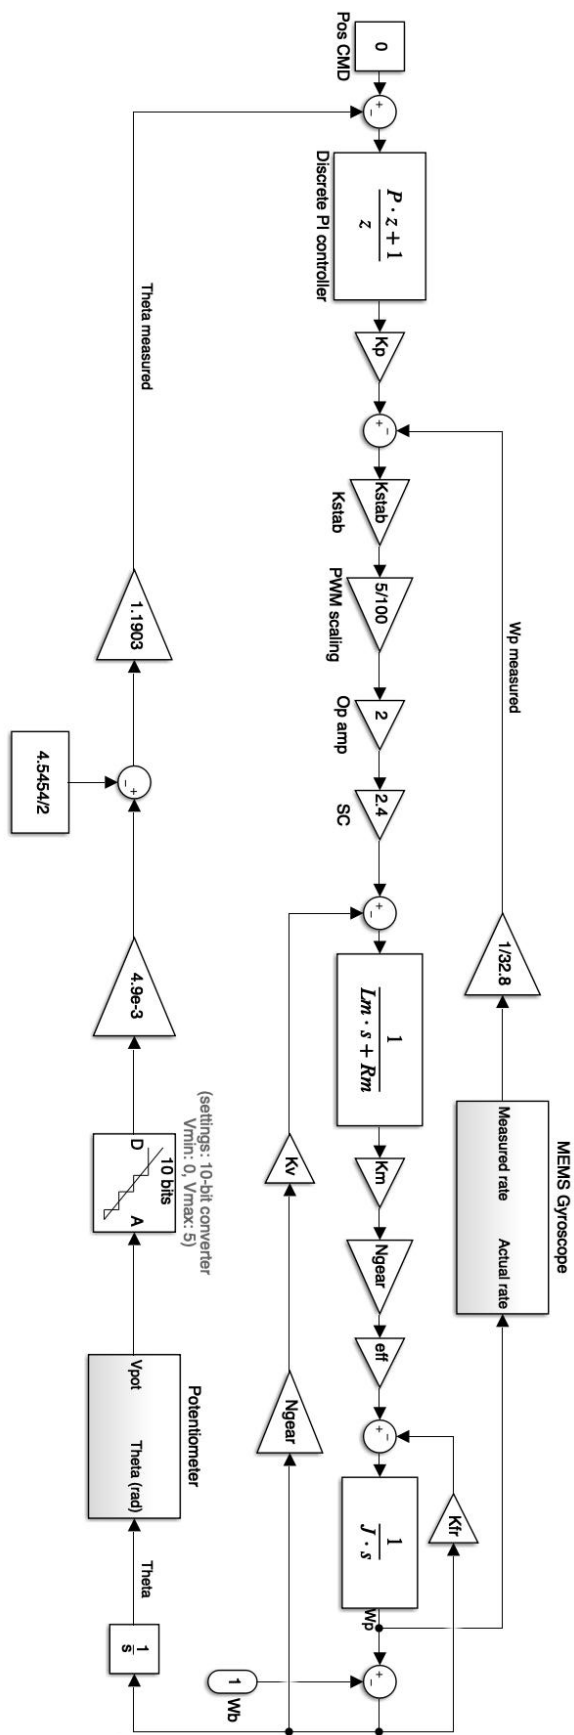 0
Pos CMD
+
−
P · z + 1
z
Discrete PI controller
Kp
−
+
Kstab
Kstab
5/100
PWM scaling
2
Op amp
2.4
SC
+
−
1
Lm · s + Rm
Km
Ngear
eff
−
+
1
J · s
Wp
+
−
Kfr
Wp measured
1/32.8
Measured rate
Actual rate
MEMS Gyroscope
Kv
Ngear
1
Wb
Theta measured
1.1903
+
−
4.5454/2
4.9e-3
(settings: 10-bit converter
Vmin: 0, Vmax: 5)
10 bits
D
A
Potentiometer
Vpot
Theta (rad)
Theta
1
s